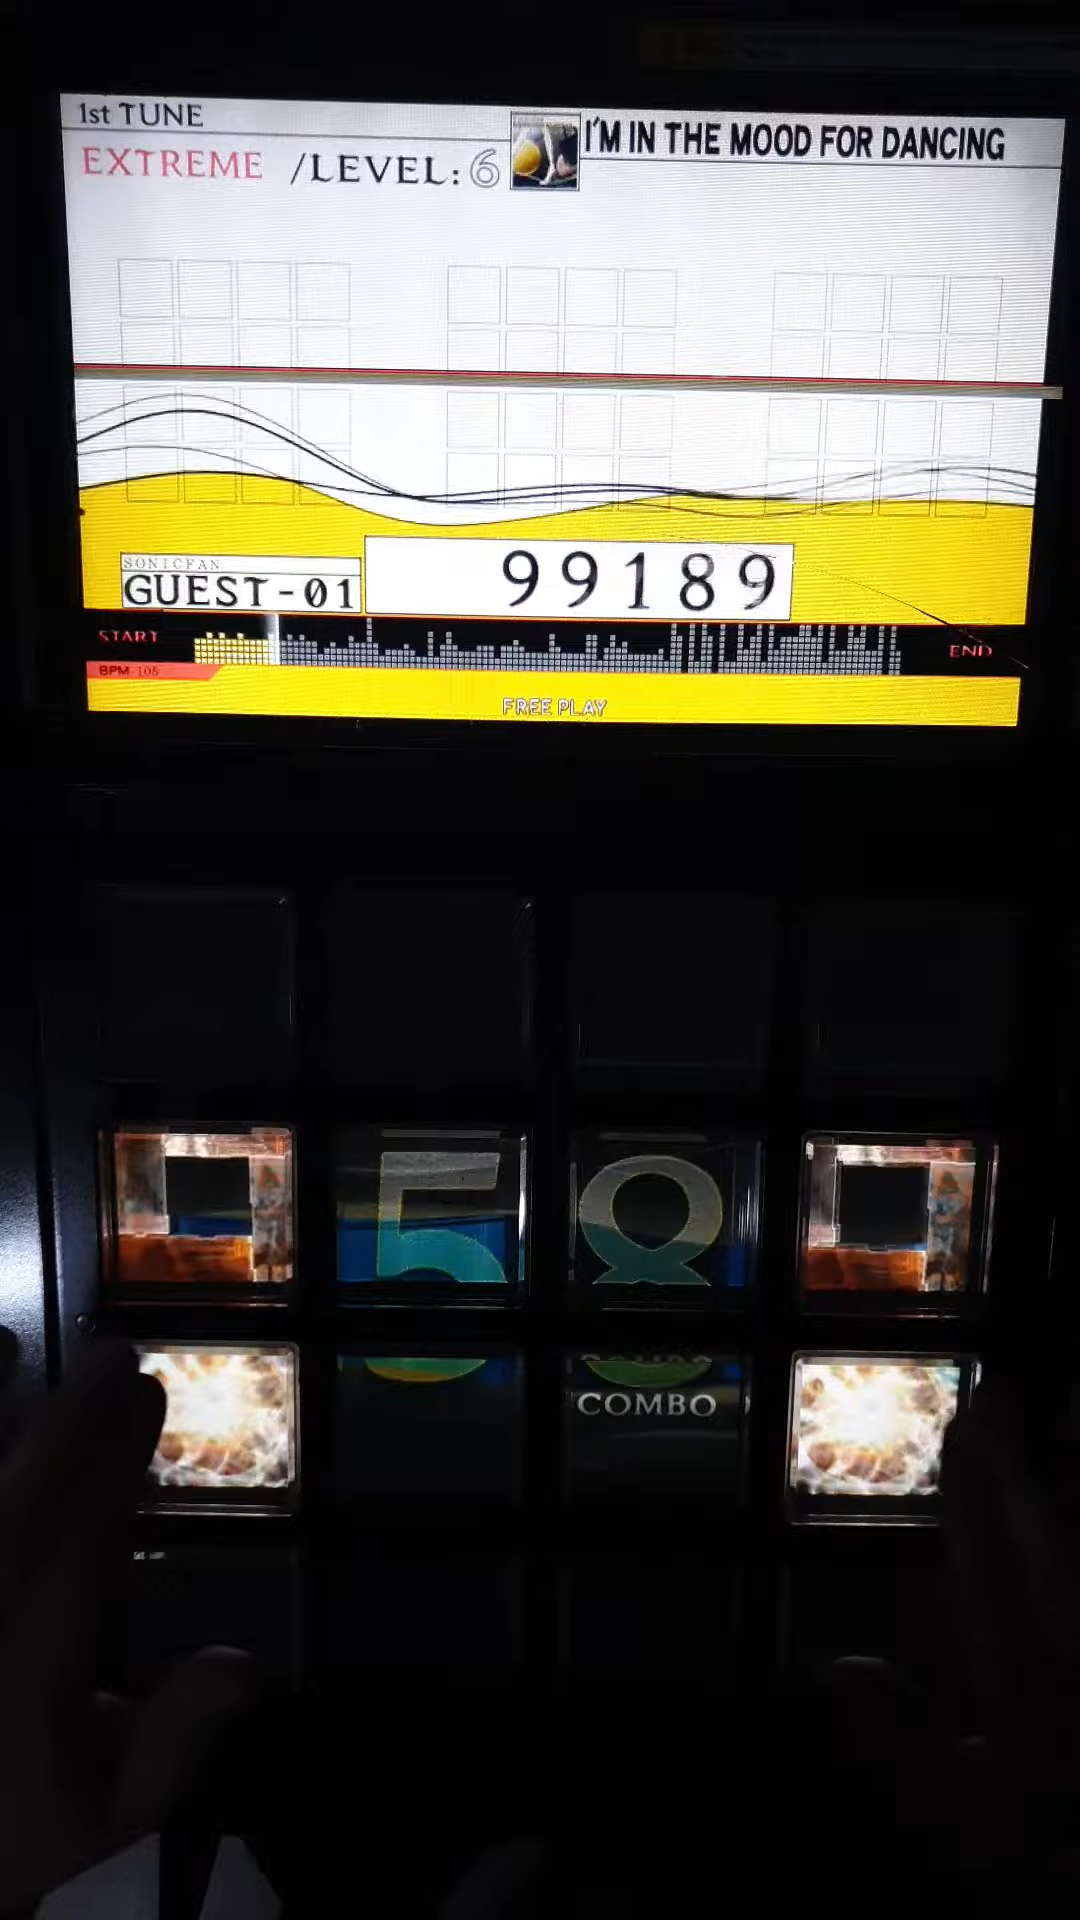 1st TUNE
EXTREME /LEVEL: 6
I'M IN THE MOOD FOR DANCING
SONICFAN
GUEST-01
99189
START
END
BPM 105
FREE PLAY
58
COMBO